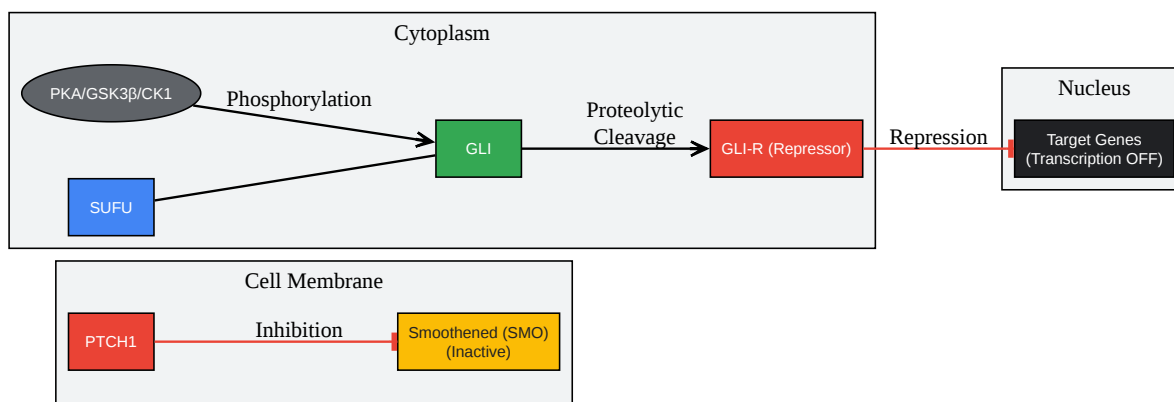 Cytoplasm
PKA/GSK3β/CK1
Phosphorylation
SUFU
GLI
Proteolytic
Cleavage
GLI-R (Repressor)
Repression
Nucleus
Target Genes
(Transcription OFF)
Cell Membrane
PTCH1
Inhibition
Smoothened (SMO)
(Inactive)